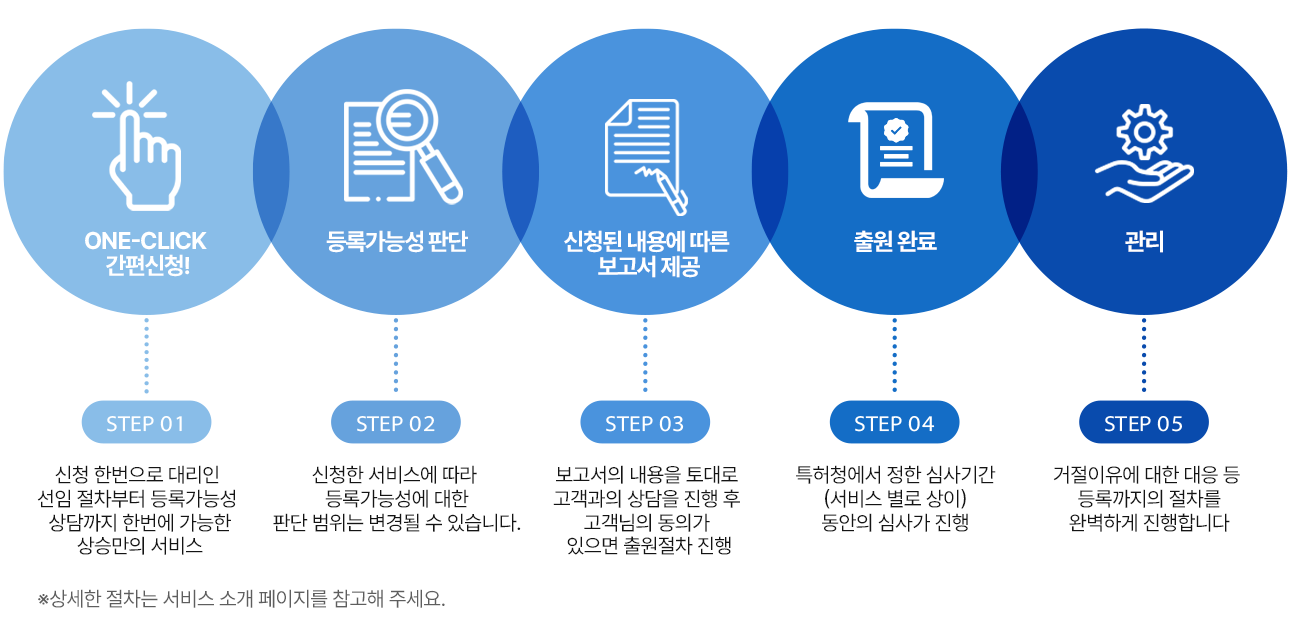 ONE-CLICK
간편신청!
등록가능성 판단
신청된 내용에 따른
보고서 제공
출원 완료
관리
STEP 01
신청 한번으로 대리인
선임 절차부터 등록가능성
상담까지 한번에 가능한
상승만의 서비스
STEP 02
신청한 서비스에 따라
등록가능성에 대한
판단 범위는 변경될 수 있습니다.
STEP 03
보고서의 내용을 토대로
고객과의 상담을 진행 후
고객님의 동의가
있으면 출원절차 진행
STEP 04
특허청에서 정한 심사기간
(서비스 별로 상이)
동안의 심사가 진행
STEP 05
거절이유에 대한 대응 등
등록까지의 절차를
완벽하게 진행합니다
※상세한 절차는 서비스 소개 페이지를 참고해 주세요.